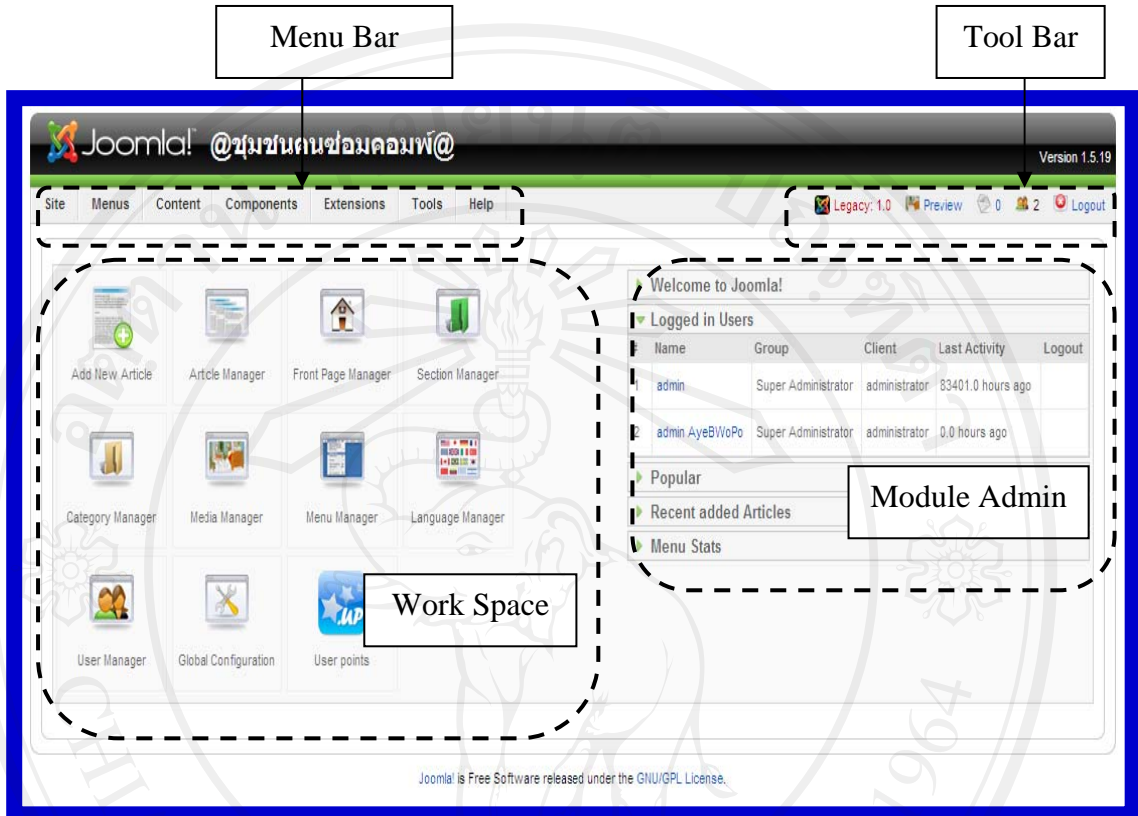 Menu Bar
Tool Bar
Joomla! @ชุมชนคนซ่อมคอมพ์@
Version 1.5.19
Site Menus Content Components Extensions Tools Help
Legacy: 1.0 Preview 0 2 Logout
Add New Article Article Manager Front Page Manager Section Manager
Category Manager Media Manager Menu Manager Language Manager
UP
User Manager Global Configuration User points
Work Space
Welcome to Joomla!
Logged in Users
# Name Group Client Last Activity Logout
1 admin Super Administrator administrator 83401.0 hours ago
2 admin AyeBWoPo Super Administrator administrator 0.0 hours ago
Popular
Recent added Articles
Menu Stats
Module Admin
Joomla! is Free Software released under the GNU/GPL License.
1964